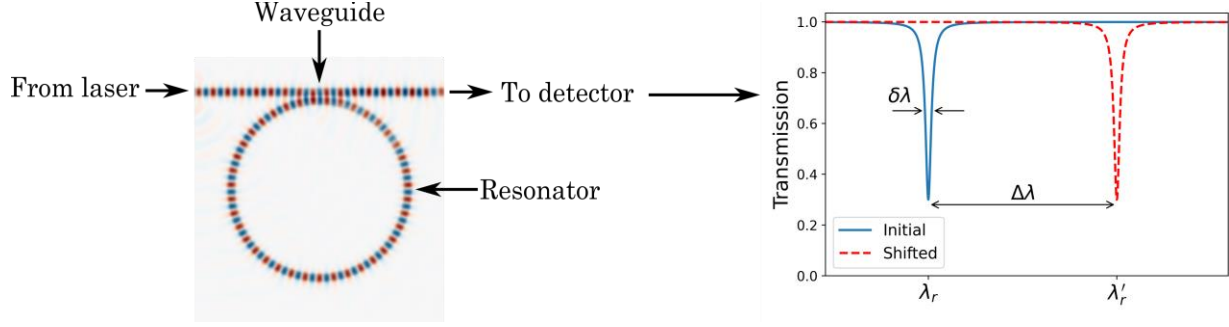 Waveguide
From laser
To detector
Resonator
Transmission
1.0
0.8
0.6
0.4
0.2
0.0
δλ
Δλ
Initial
Shifted
λr
λ′r